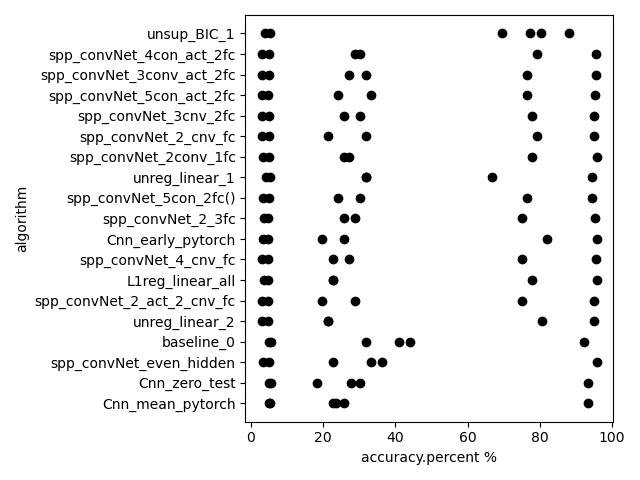 unsup_BIC_1
spp_convNet_4con_act_2fc
spp_convNet_3conv_act_2fc
spp_convNet_5con_act_2fc
spp_convNet_3cnv_2fc
spp_convNet_2_cnv_fc
spp_convNet_2conv_1fc
unreg_linear_1
spp_convNet_5con_2fc()
spp_convNet_2_3fc
Cnn_early_pytorch
spp_convNet_4_cnv_fc
L1reg_linear_all
spp_convNet_2_act_2_cnv_fc
unreg_linear_2
baseline_0
spp_convNet_even_hidden
Cnn_zero_test
Cnn_mean_pytorch
algorithm
0 20 40 60 80 100
accuracy.percent %